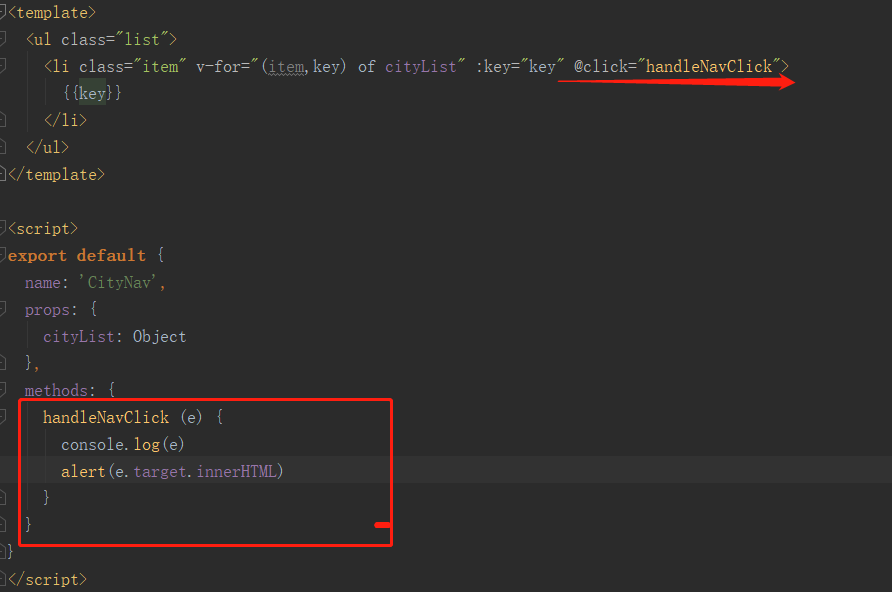 <template>
<ul class="list">
<li class="item" v-for="(item,key) of cityList" :key="key" @click="handleNavClick">
{{key}}
</li>
</ul>
</template>
<script>
export default {
name: 'CityNav',
props: {
cityList: Object
},
methods: {
handleNavClick (e) {
console.log(e)
alert(e.target.innerHTML)
}
}
}
</script>